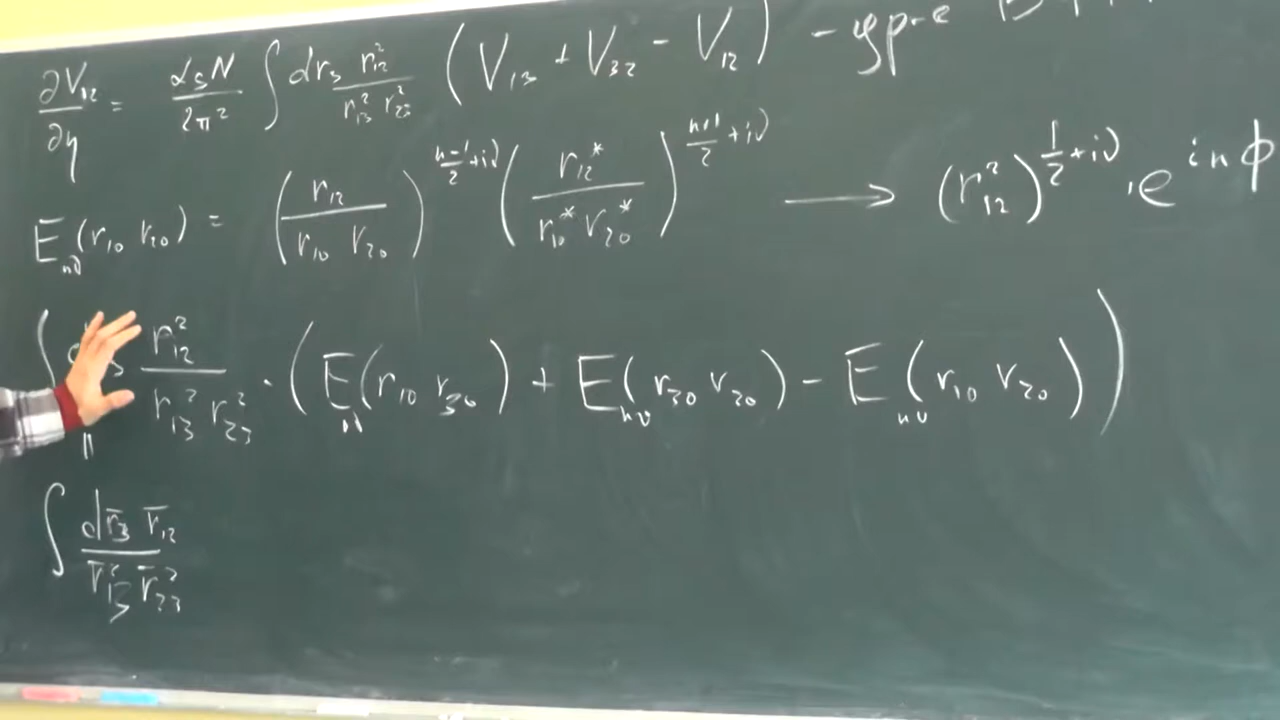 ∂V₁₂/∂η = α_s N/2π² ∫ dr₃ r₁₂²/r₁₃² r₂₃² (V₁₃ + V₃₂ - V₁₂) - ур-е
E_nν(r₁₀ r₂₀) = (r₁₂/r₁₀ r₂₀)^((n-1)/2+iν) (r₁₂*/r₁₀* r₂₀*)^((n+1)/2+iν) ⟶ (r₁₂²)^(1/2+iν) · e^(inϕ)
∫ r₁₂²/r₁₃² r₂₃² · (E(r₁₀ r₃₀) + E_nν(r₃₀ r₂₀) - E_nν(r₁₀ r₂₀))
∫ dr̄₃ r̄₁₂/r̄₁₃² r̄₂₃²